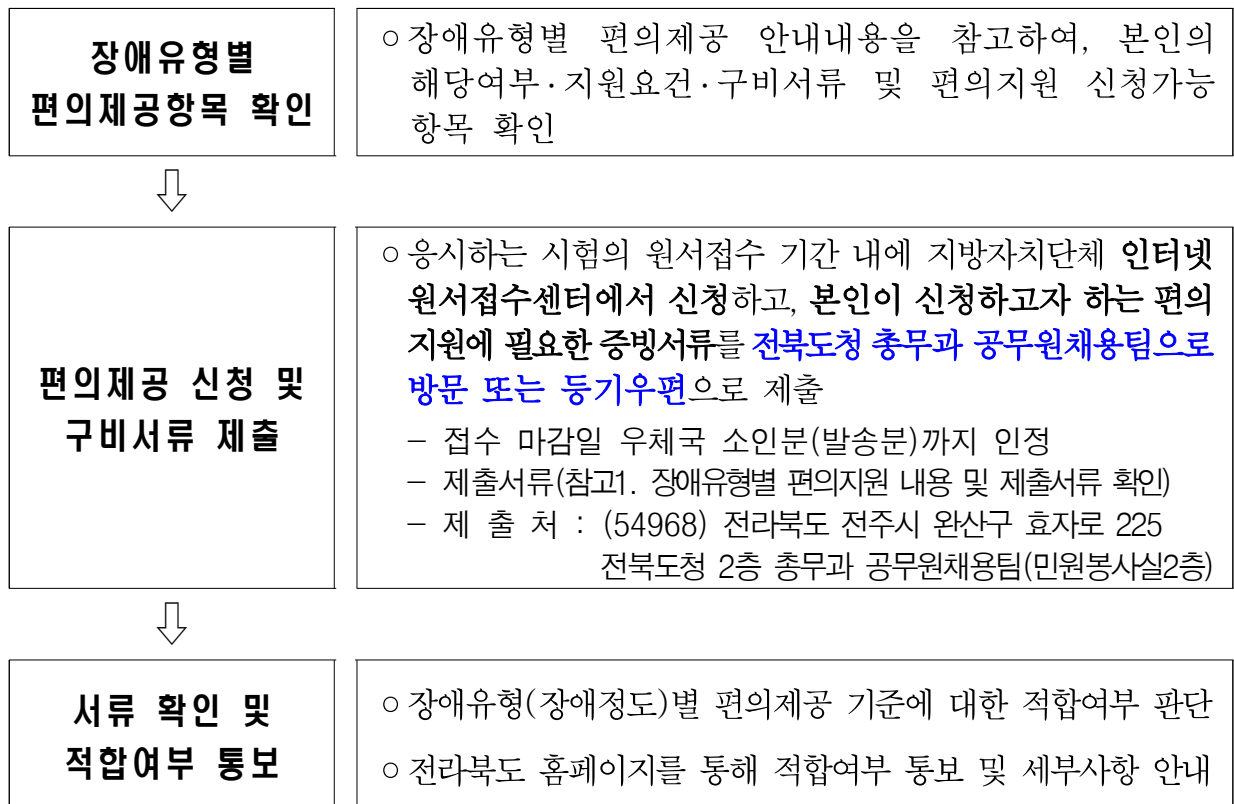 장애유형별
편의제공항목 확인
○ 장애유형별 편의제공 안내내용을 참고하여, 본인의
해당여부·지원요건·구비서류 및 편의지원 신청가능
항목 확인
편의제공 신청 및
구비서류 제출
○ 응시하는 시험의 원서접수 기간 내에 지방자치단체 인터넷
원서접수센터에서 신청하고, 본인이 신청하고자 하는 편의
지원에 필요한 증빙서류를 전북도청 총무과 공무원채용팀으로
방문 또는 등기우편으로 제출
- 접수 마감일 우체국 소인분(발송분)까지 인정
- 제출서류(참고1. 장애유형별 편의지원 내용 및 제출서류 확인)
- 제 출 처 : (54968) 전라북도 전주시 완산구 효자로 225
전북도청 2층 총무과 공무원채용팀(민원봉사실2층)
서류 확인 및
적합여부 통보
○ 장애유형(장애정도)별 편의제공 기준에 대한 적합여부 판단
○ 전라북도 홈페이지를 통해 적합여부 통보 및 세부사항 안내